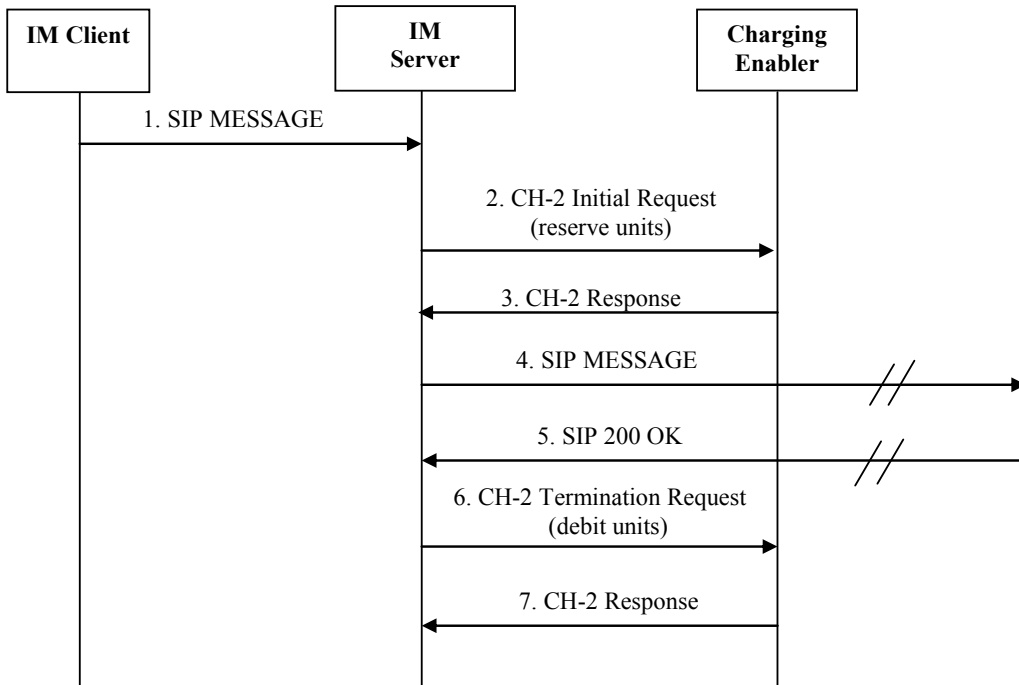 IM Client
IM
Server
Charging
Enabler
1. SIP MESSAGE
2. CH-2 Initial Request
(reserve units)
3. CH-2 Response
4. SIP MESSAGE
5. SIP 200 OK
6. CH-2 Termination Request
(debit units)
7. CH-2 Response